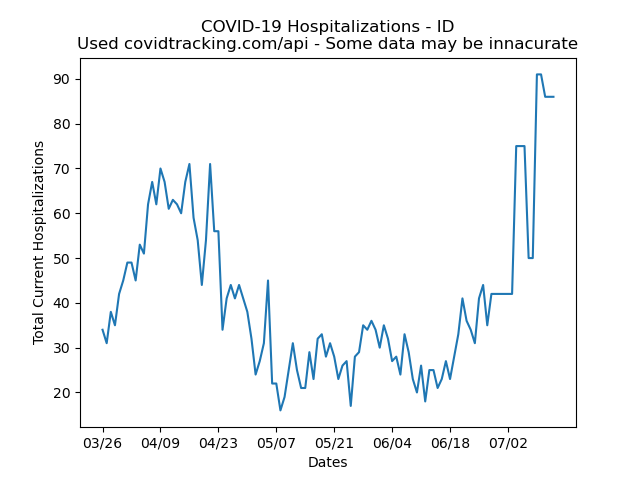 COVID-19 Hospitalizations - ID
Used covidtracking.com/api - Some data may be innacurate
Total Current Hospitalizations
90
80
70
60
50
40
30
20
03/26 04/09 04/23 05/07 05/21 06/04 06/18 07/02
Dates